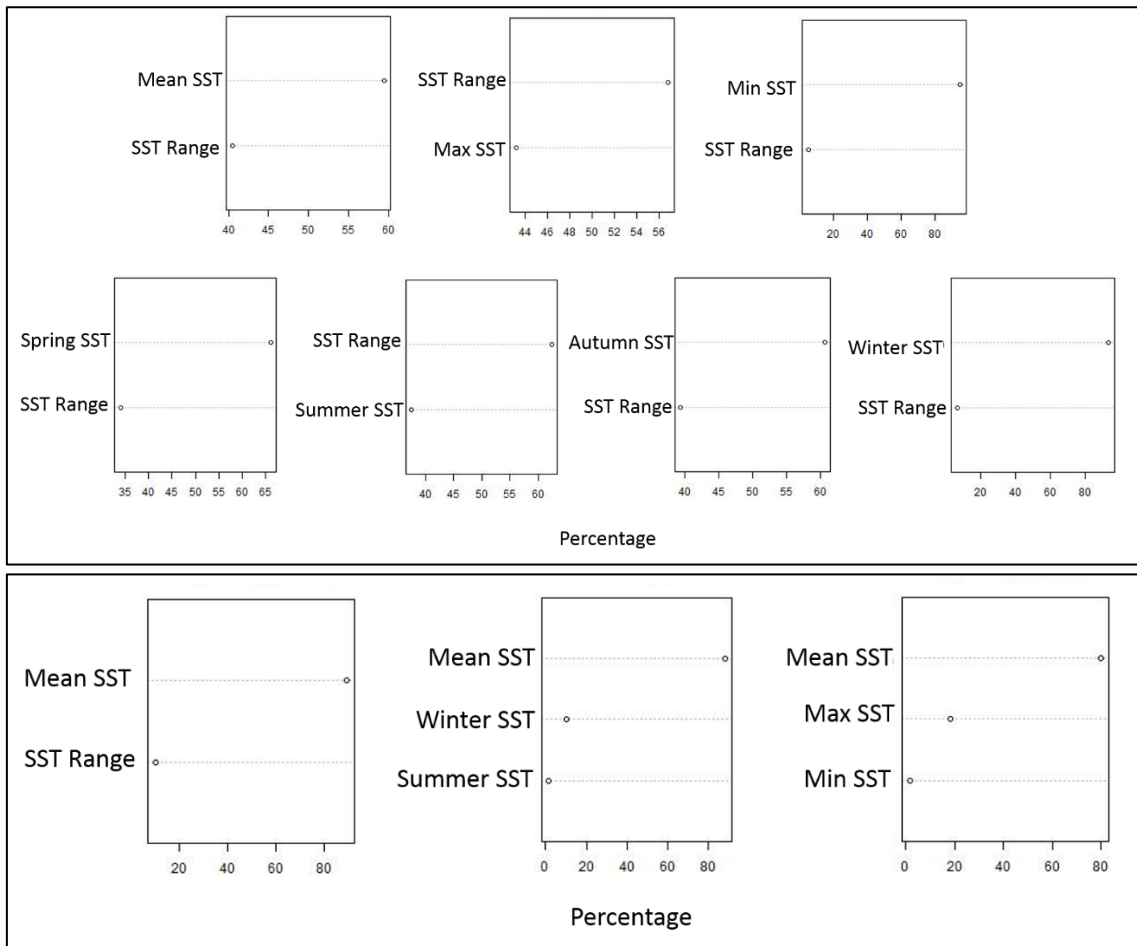 Mean SST
SST Range
40 45 50 55 60
SST Range
Max SST
44 46 48 50 52 54 56
Min SST
SST Range
20 40 60 80
Spring SST
SST Range
35 40 45 50 55 60 65
SST Range
Summer SST
40 45 50 55 60
Autumn SST
SST Range
40 45 50 55 60
Winter SST
SST Range
20 40 60 80
Percentage
Mean SST
SST Range
20 40 60 80
Mean SST
Winter SST
Summer SST
0 20 40 60 80
Mean SST
Max SST
Min SST
0 20 40 60 80
Percentage